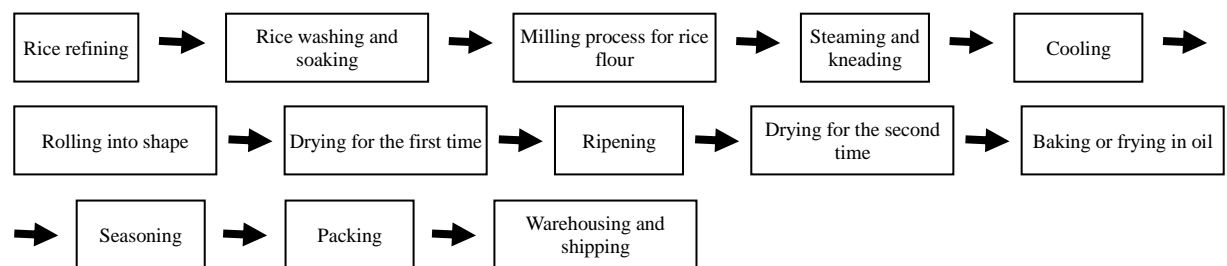 Rice refining
Rice washing and
soaking
Milling process for rice
flour
Steaming and
kneading
Cooling
Rolling into shape
Drying for the first time
Ripening
Drying for the second
time
Baking or frying in oil
Seasoning
Packing
Warehousing and
shipping